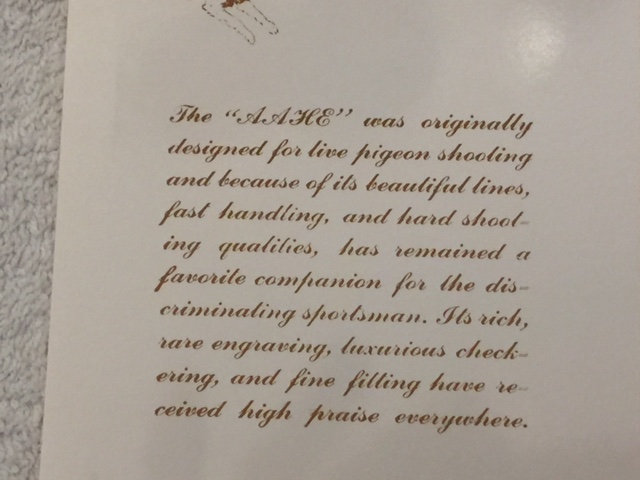 The "AAHE" was originally
designed for live pigeon shooting
and because of its beautiful lines,
fast handling, and hard shoot-
ing qualities, has remained a
favorite companion for the dis-
criminating sportsman. Its rich,
rare engraving, luxurious check-
ering, and fine fitting have re-
ceived high praise everywhere.